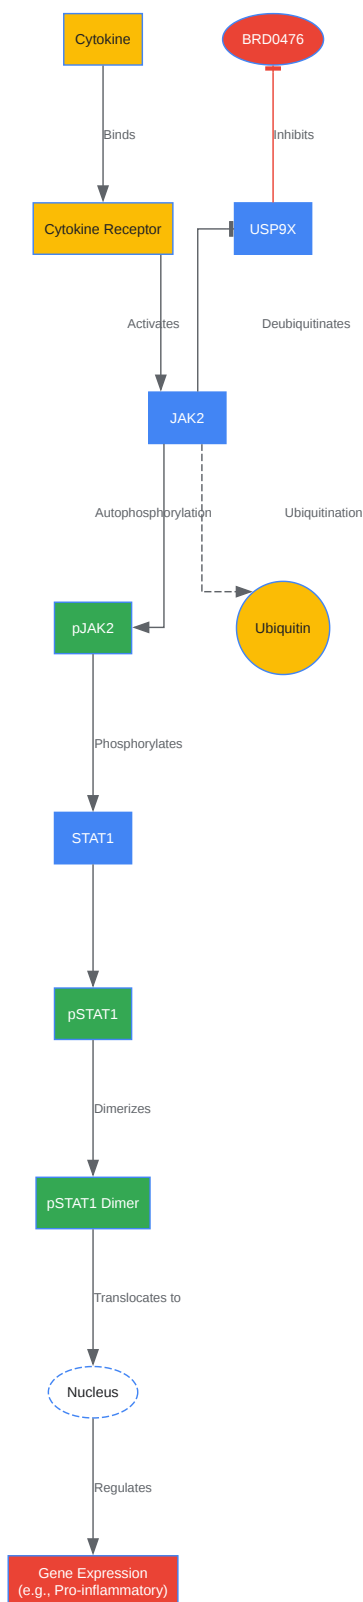 Cytokine
BRD0476
Binds
Inhibits
Cytokine Receptor
USP9X
Activates
Deubiquitinates
JAK2
Autophosphorylation
Ubiquitination
pJAK2
Ubiquitin
Phosphorylates
STAT1
pSTAT1
Dimerizes
pSTAT1 Dimer
Translocates to
Nucleus
Regulates
Gene Expression
(e.g., Pro-inflammatory)